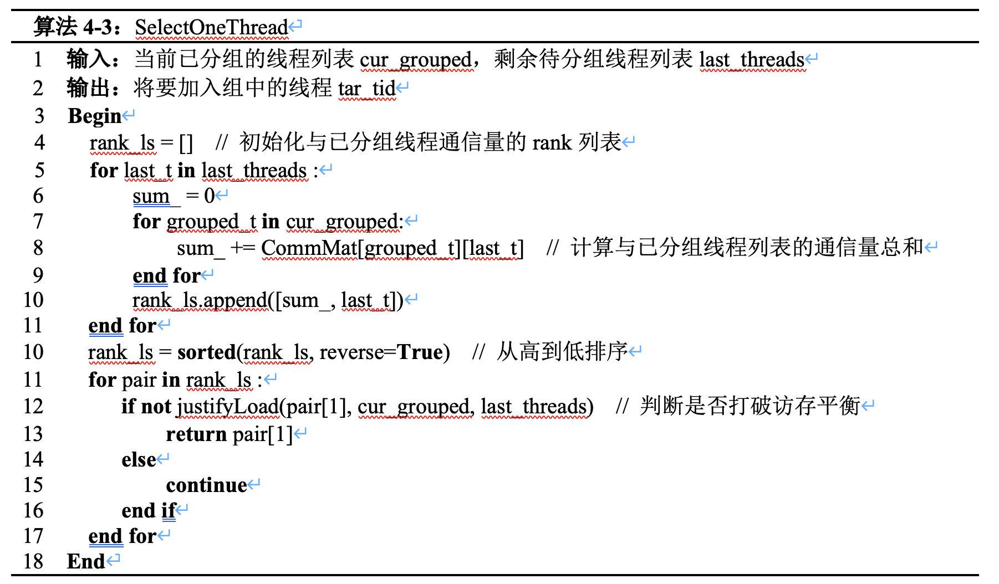 算法 4-3：SelectOneThread
1 输入：当前已分组的线程列表 cur_grouped，剩余待分组线程列表 last_threads
2 输出：将要加入组中的线程 tar_tid
3 Begin
4 rank_ls = [] // 初始化与已分组线程通信量的 rank 列表
5 for last_t in last_threads :
6 sum_ = 0
7 for grouped_t in cur_grouped:
8 sum_ += CommMat[grouped_t][last_t] // 计算与已分组线程列表的通信量总和
9 end for
10 rank_ls.append([sum_, last_t])
11 end for
10 rank_ls = sorted(rank_ls, reverse=True) // 从高到低排序
11 for pair in rank_ls :
12 if not justifyLoad(pair[1], cur_grouped, last_threads) // 判断是否打破访存平衡
13 return pair[1]
14 else
15 continue
16 end if
17 end for
18 End